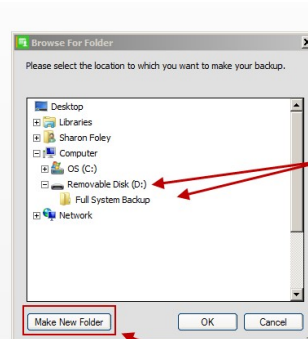 Browse For Folder
Please select the location to which you want to make your backup.
Desktop
Libraries
Sharon Foley
Computer
OS (C:)
Removable Disk (D:)
Full System Backup
Network
Make New Folder
OK
Cancel